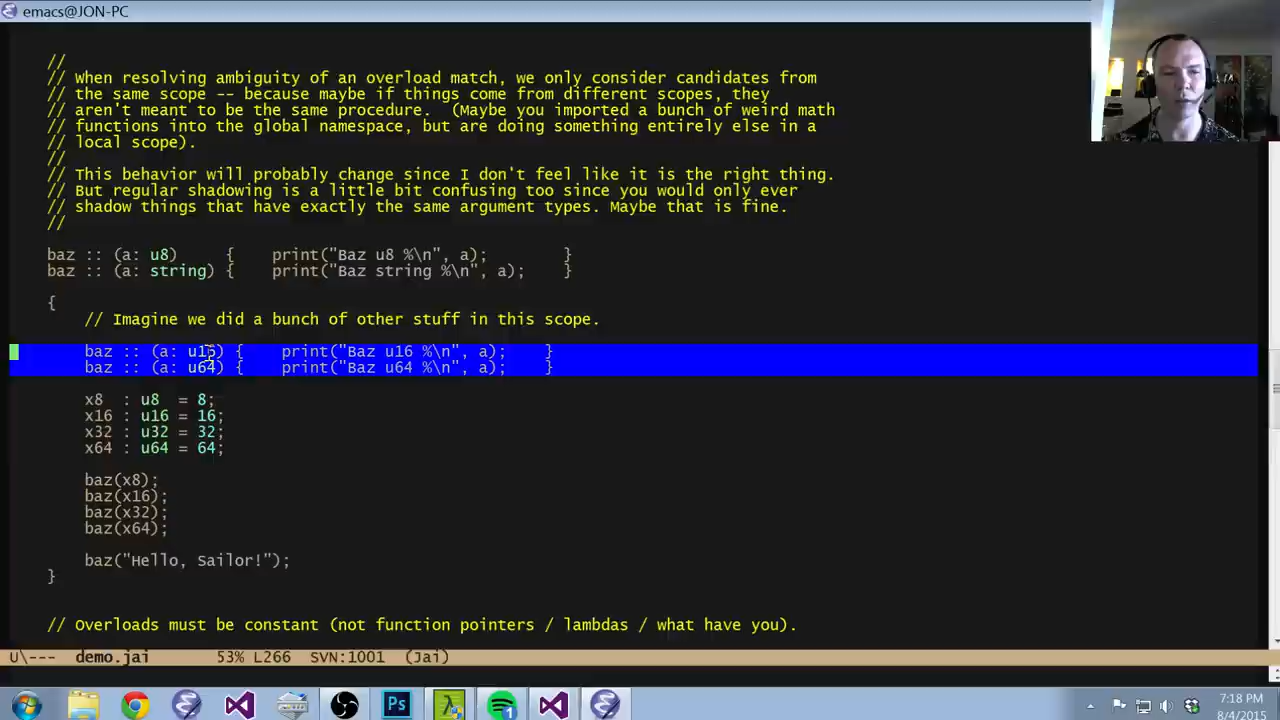 emacs@JON-PC
//
// When resolving ambiguity of an overload match, we only consider candidates from
// the same scope -- because maybe if things come from different scopes, they
// aren't meant to be the same procedure.  (Maybe you imported a bunch of weird math
// functions into the global namespace, but are doing something entirely else in a
// local scope).
//
// This behavior will probably change since I don't feel like it is the right thing.
// But regular shadowing is a little bit confusing too since you would only ever
// shadow things that have exactly the same argument types. Maybe that is fine.
//
baz :: (a: u8)     {    print("Baz u8 %\n", a);        }
baz :: (a: string) {    print("Baz string %\n", a);    }
{
// Imagine we did a bunch of other stuff in this scope.
baz :: (a: u16) {    print("Baz u16 %\n", a);    }
baz :: (a: u64) {    print("Baz u64 %\n", a);    }
x8  : u8  = 8;
x16 : u16 = 16;
x32 : u32 = 32;
x64 : u64 = 64;
baz(x8);
baz(x16);
baz(x32);
baz(x64);
baz("Hello, Sailor!");
}
// Overloads must be constant (not function pointers / lambdas / what have you).
U\--- demo.jai 53% L266 SVN:1001 (Jai)
Ps
1
7:18 PM
8/4/2015